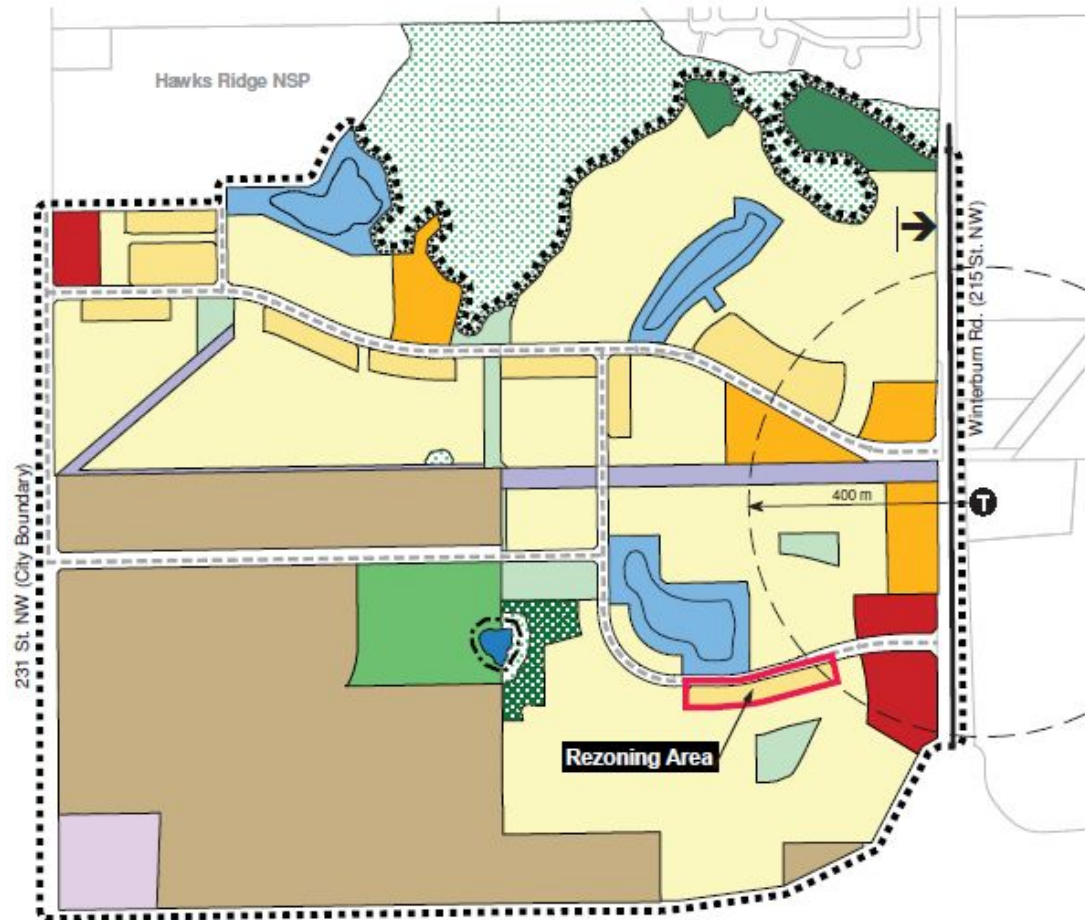 Hawks Ridge NSP
Winterburn Rd. (215 St. NW)
400 m
T
231 St. NW (City Boundary)
Rezoning Area